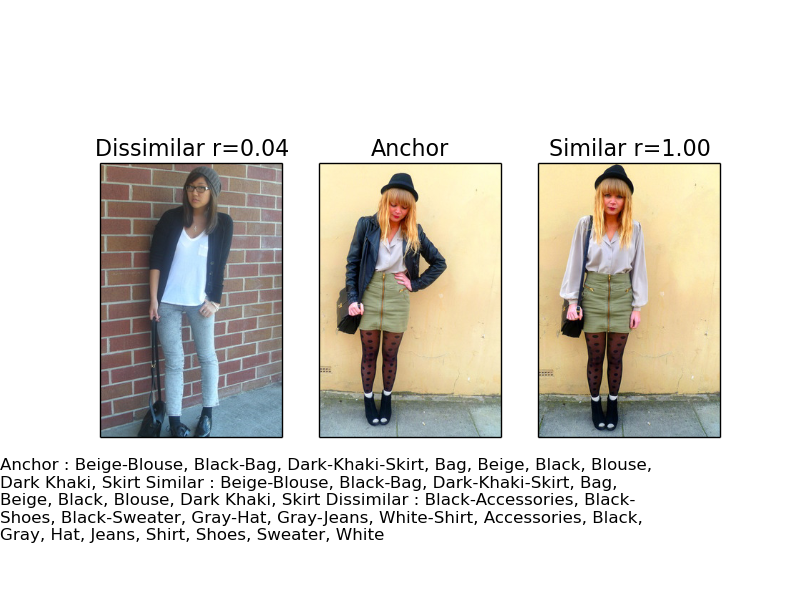 Dissimilar r=0.04
Anchor
Similar r=1.00
Anchor : Beige-Blouse, Black-Bag, Dark-Khaki-Skirt, Bag, Beige, Black, Blouse,
Dark Khaki, Skirt Similar : Beige-Blouse, Black-Bag, Dark-Khaki-Skirt, Bag,
Beige, Black, Blouse, Dark Khaki, Skirt Dissimilar : Black-Accessories, Black-
Shoes, Black-Sweater, Gray-Hat, Gray-Jeans, White-Shirt, Accessories, Black,
Gray, Hat, Jeans, Shirt, Shoes, Sweater, White